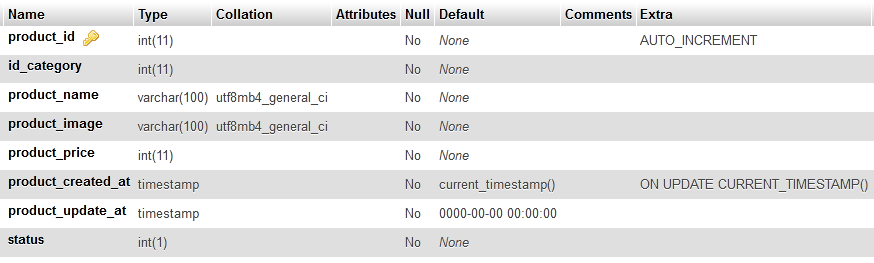 Name Type Collation Attributes Null Default Comments Extra
product_id int(11) No None AUTO_INCREMENT
id_category int(11) No None
product_name varchar(100) utf8mb4_general_ci No None
product_image varchar(100) utf8mb4_general_ci No None
product_price int(11) No None
product_created_at timestamp No current_timestamp() ON UPDATE CURRENT_TIMESTAMP()
product_update_at timestamp No 0000-00-00 00:00:00
status int(1) No None